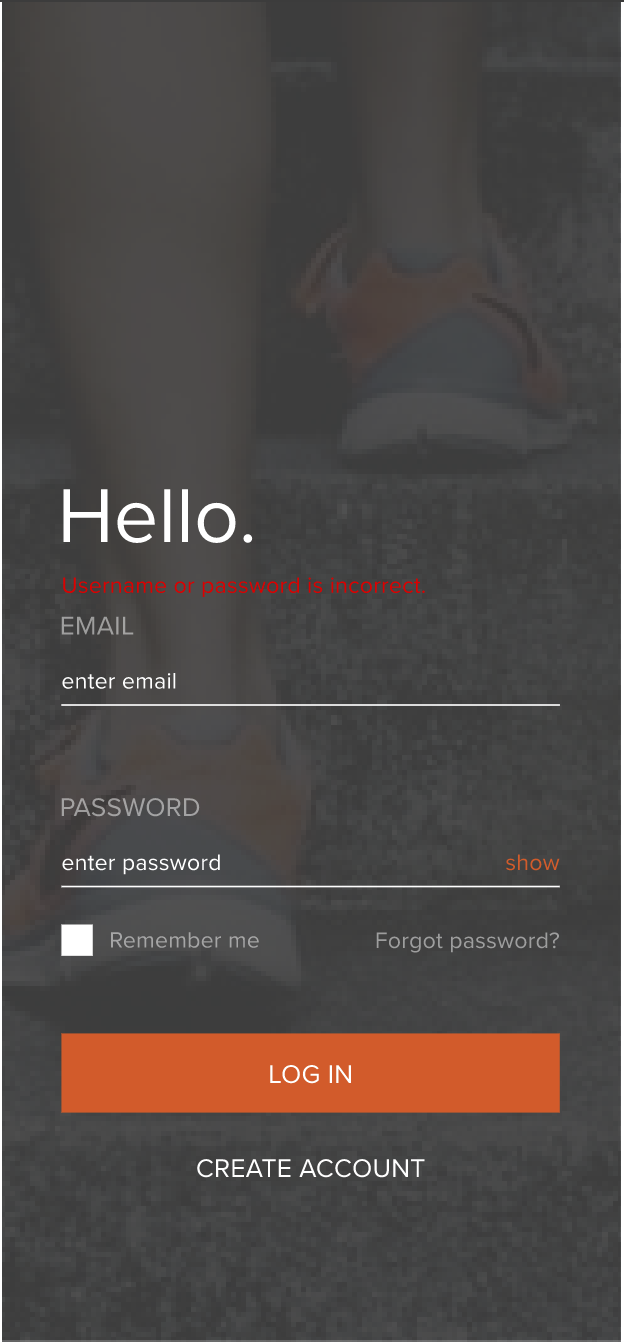 Hello.
Username or password is incorrect.
EMAIL
enter email
PASSWORD
enter password show
Remember me Forgot password?
LOG IN
CREATE ACCOUNT